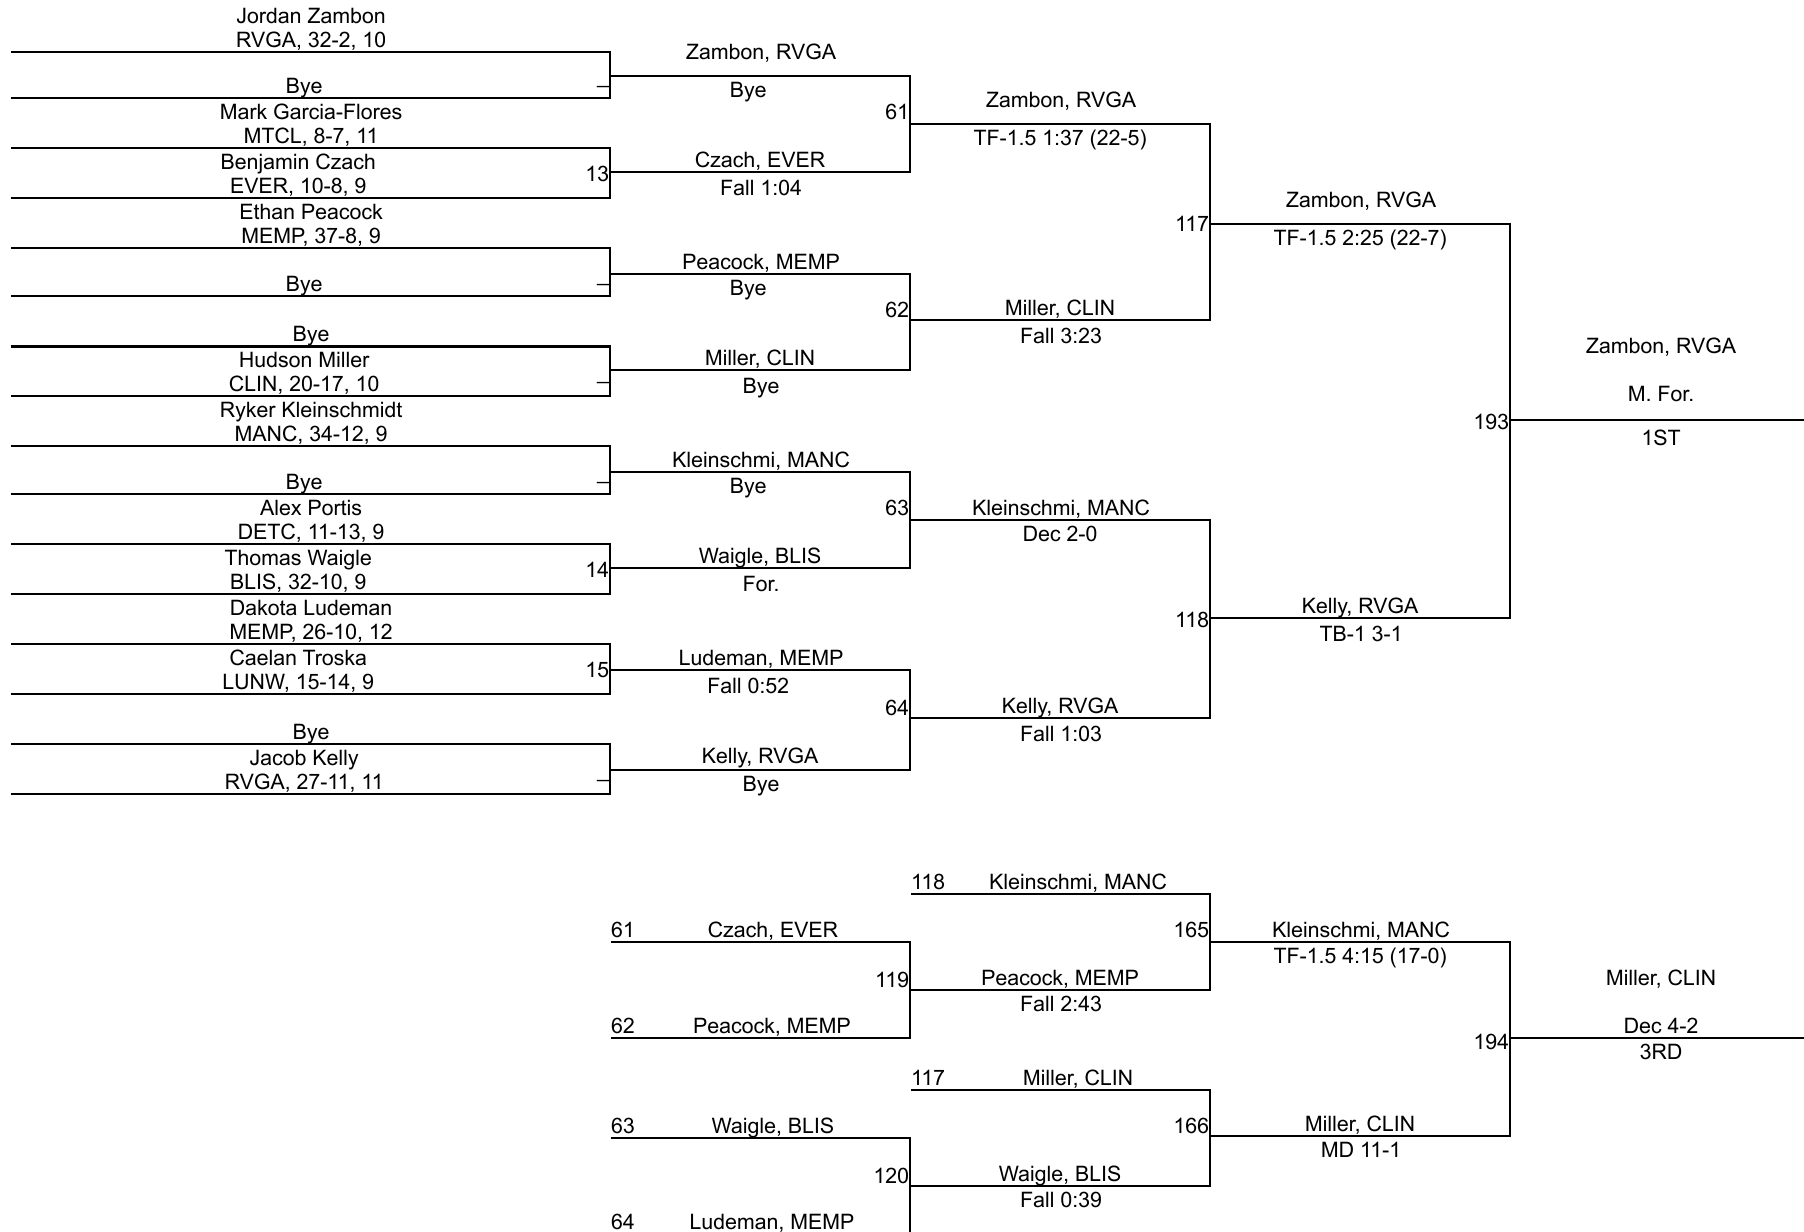 Jordan Zambon
RVGA, 32-2, 10
Bye
Mark Garcia-Flores
MTCL, 8-7, 11
Benjamin Czach
EVER, 10-8, 9
Ethan Peacock
MEMP, 37-8, 9
Bye
Bye
Hudson Miller
CLIN, 20-17, 10
Ryker Kleinschmidt
MANC, 34-12, 9
Bye
Alex Portis
DETC, 11-13, 9
Thomas Waigle
BLIS, 32-10, 9
Dakota Ludeman
MEMP, 26-10, 12
Caelan Troska
LUNW, 15-14, 9
Bye
Jacob Kelly
RVGA, 27-11, 11
13
14
15
Zambon, RVGA
Bye
Czach, EVER
Fall 1:04
Peacock, MEMP
Bye
Miller, CLIN
Bye
Kleinschmi, MANC
Bye
Waigle, BLIS
For.
Ludeman, MEMP
Fall 0:52
Kelly, RVGA
Bye
61
62
63
64
Zambon, RVGA
TF-1.5 1:37 (22-5)
Miller, CLIN
Fall 3:23
Kleinschmi, MANC
Dec 2-0
Kelly, RVGA
Fall 1:03
117
118
Zambon, RVGA
TF-1.5 2:25 (22-7)
Kelly, RVGA
TB-1 3-1
193
Zambon, RVGA
M. For.
1ST
61 Czach, EVER
62 Peacock, MEMP
63 Waigle, BLIS
64 Ludeman, MEMP
119
120
118 Kleinschmi, MANC
Peacock, MEMP
Fall 2:43
117 Miller, CLIN
Waigle, BLIS
Fall 0:39
165
166
Kleinschmi, MANC
TF-1.5 4:15 (17-0)
Miller, CLIN
MD 11-1
194
Miller, CLIN
Dec 4-2
3RD